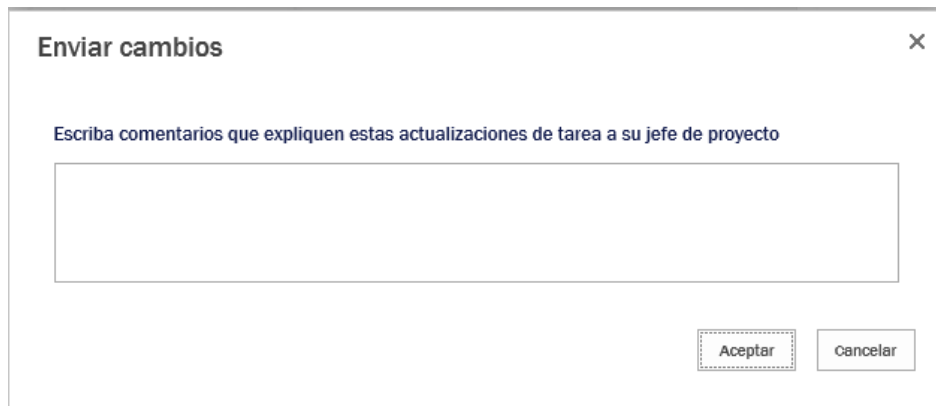 Enviar cambios
Escriba comentarios que expliquen estas actualizaciones de tarea a su jefe de proyecto
Aceptar Cancelar